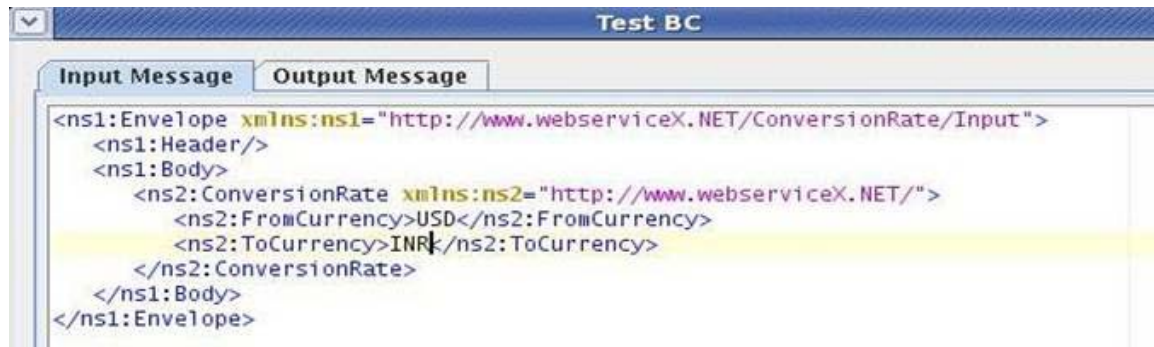 Test BC
Input Message Output Message
<ns1:Envelope xmlns:ns1="http://www.webserviceX.NET/ConversionRate/Input">
<ns1:Header/>
<ns1:Body>
<ns2:ConversionRate xmlns:ns2="http://www.webserviceX.NET/">
<ns2:FromCurrency>USD</ns2:FromCurrency>
<ns2:ToCurrency>INR</ns2:ToCurrency>
</ns2:ConversionRate>
</ns1:Body>
</ns1:Envelope>